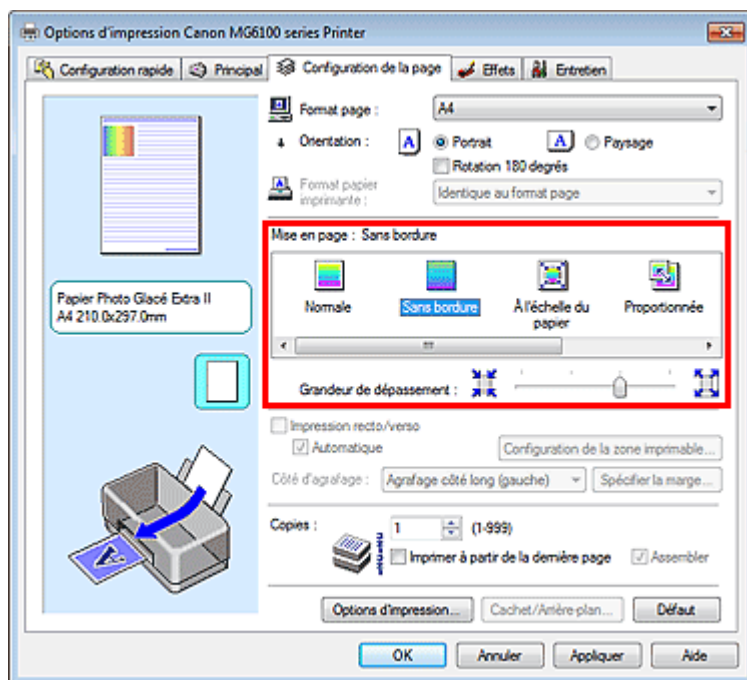 Options d'impression Canon MG6100 series Printer
Configuration rapide Principal Configuration de la page Effets Entretien
Format page : A4
Orientation : A Portrait A Paysage
Rotation 180 degrés
Format papier imprimante : Identique au format page
Mise en page : Sans bordure
Normale Sans bordure À l'échelle du papier Proportionnée
Papier Photo Glacé Extra II
A4 210.0x297.0mm
Grandeur de dépassement :
Impression recto/verso
Automatique Configuration de la zone imprimable...
Côté d'agrafage : Agrafage côté long (gauche) Spécifier la marge...
Copies : 1 (1-999)
Imprimer à partir de la dernière page Assembler
Options d'impression... Cachet/Arrière-plan... Défaut
OK Annuler Appliquer Aide